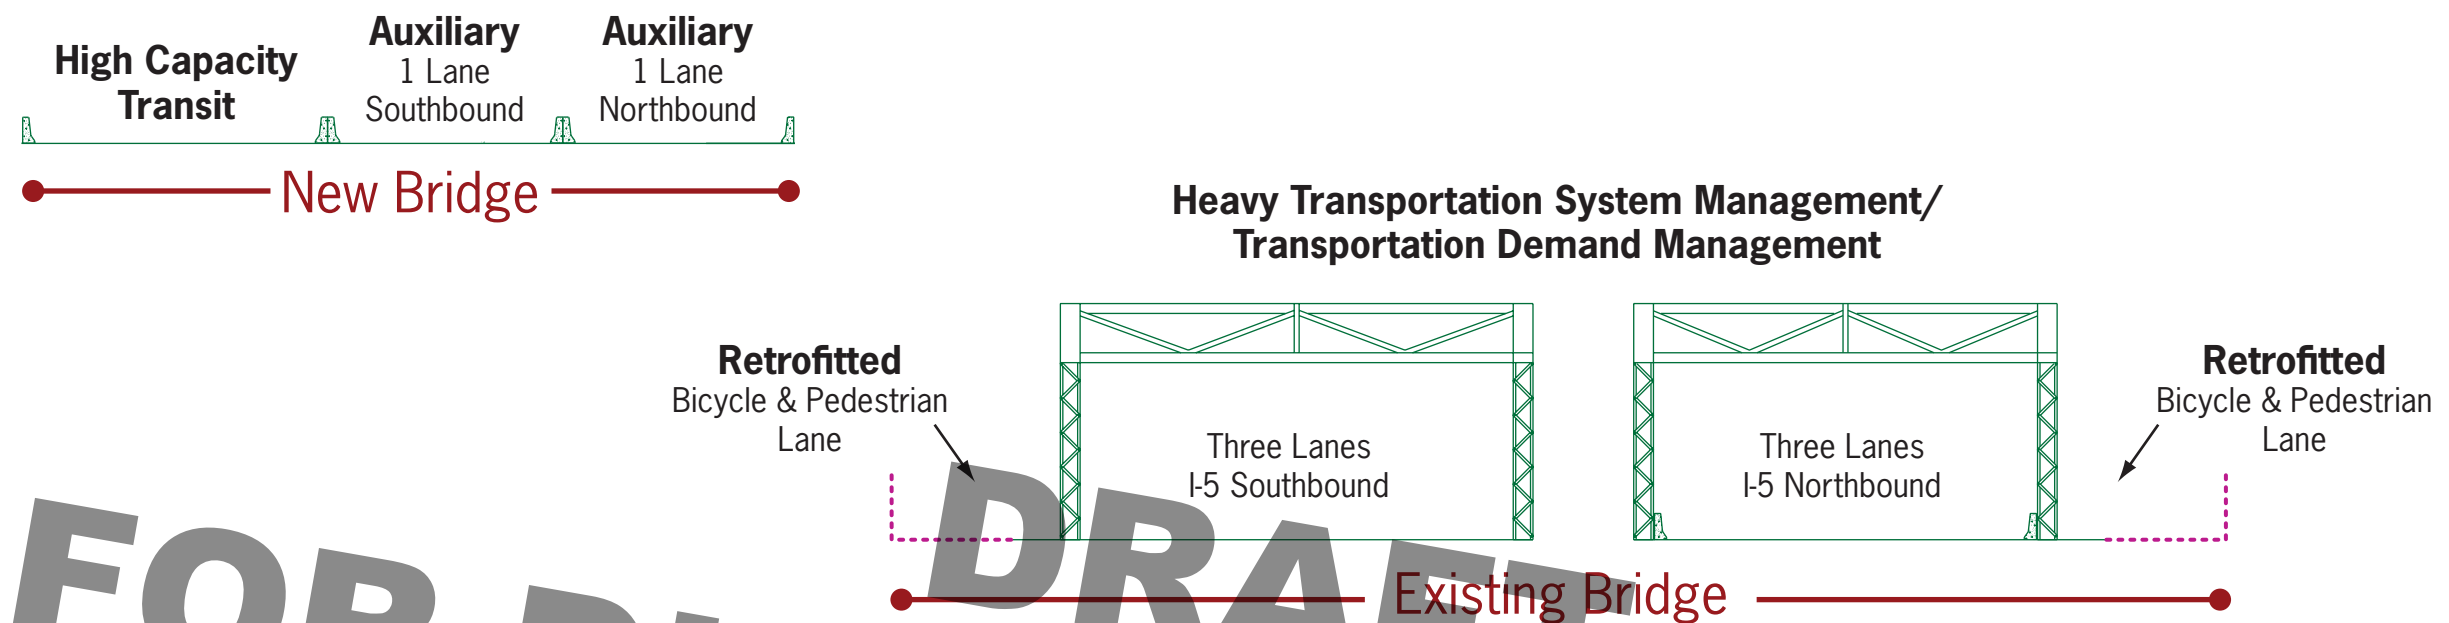 High Capacity
Transit
Auxiliary
1 Lane
Southbound
Auxiliary
1 Lane
Northbound
New Bridge
Heavy Transportation System Management/
Transportation Demand Management
Retrofitted
Bicycle & Pedestrian
Lane
Three Lanes
I-5 Southbound
Three Lanes
I-5 Northbound
Retrofitted
Bicycle & Pedestrian
Lane
Existing Bridge
DRAFT
FOR